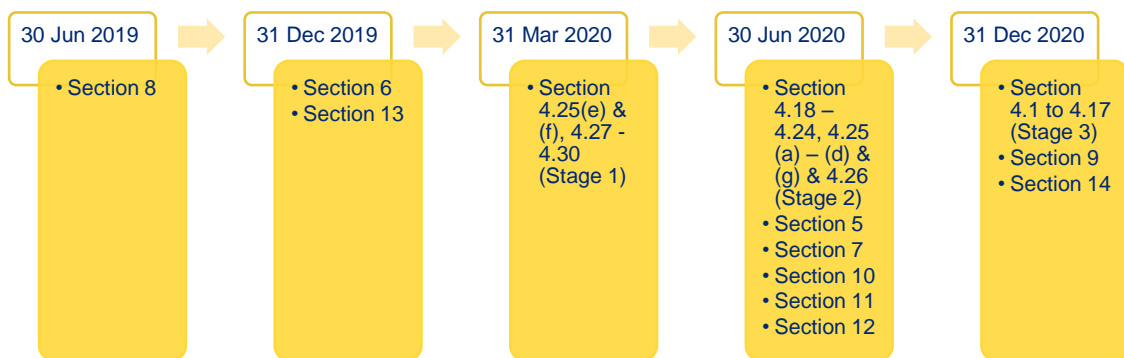 30 Jun 2019
• Section 8
31 Dec 2019
• Section 6
• Section 13
31 Mar 2020
• Section
4.25(e) &
(f), 4.27 -
4.30
(Stage 1)
30 Jun 2020
• Section
4.18 –
4.24, 4.25
(a) – (d) &
(g) & 4.26
(Stage 2)
• Section 5
• Section 7
• Section 10
• Section 11
• Section 12
31 Dec 2020
• Section
4.1 to 4.17
(Stage 3)
• Section 9
• Section 14